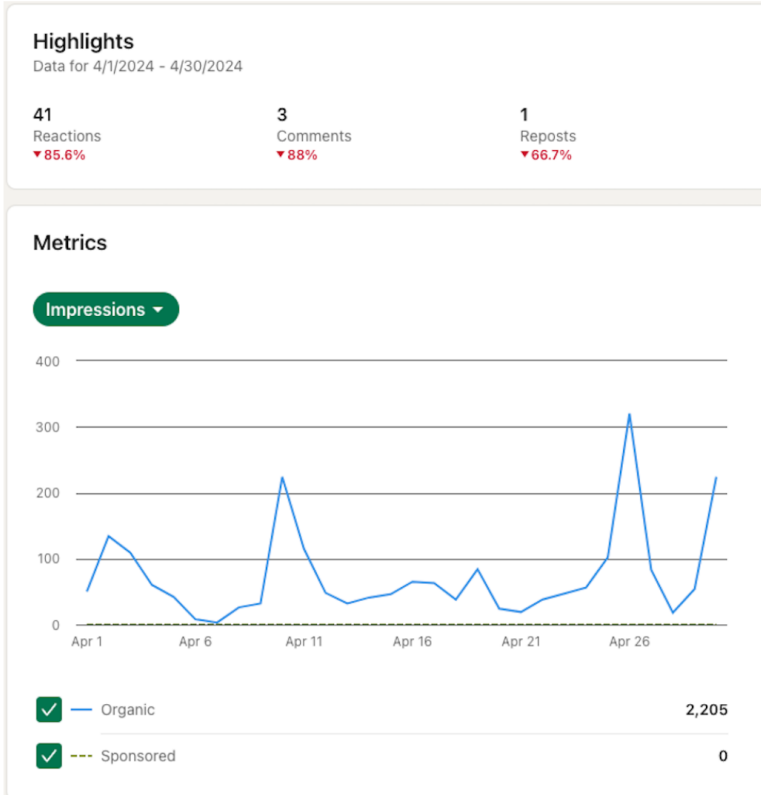 Highlights
Data for 4/1/2024 - 4/30/2024
41 3 1
Reactions Comments Reposts
▼85.6% ▼88% ▼66.7%
Metrics
Impressions
400
300
200
100
0
Apr 1 Apr 6 Apr 11 Apr 16 Apr 21 Apr 26
Organic 2,205
Sponsored 0